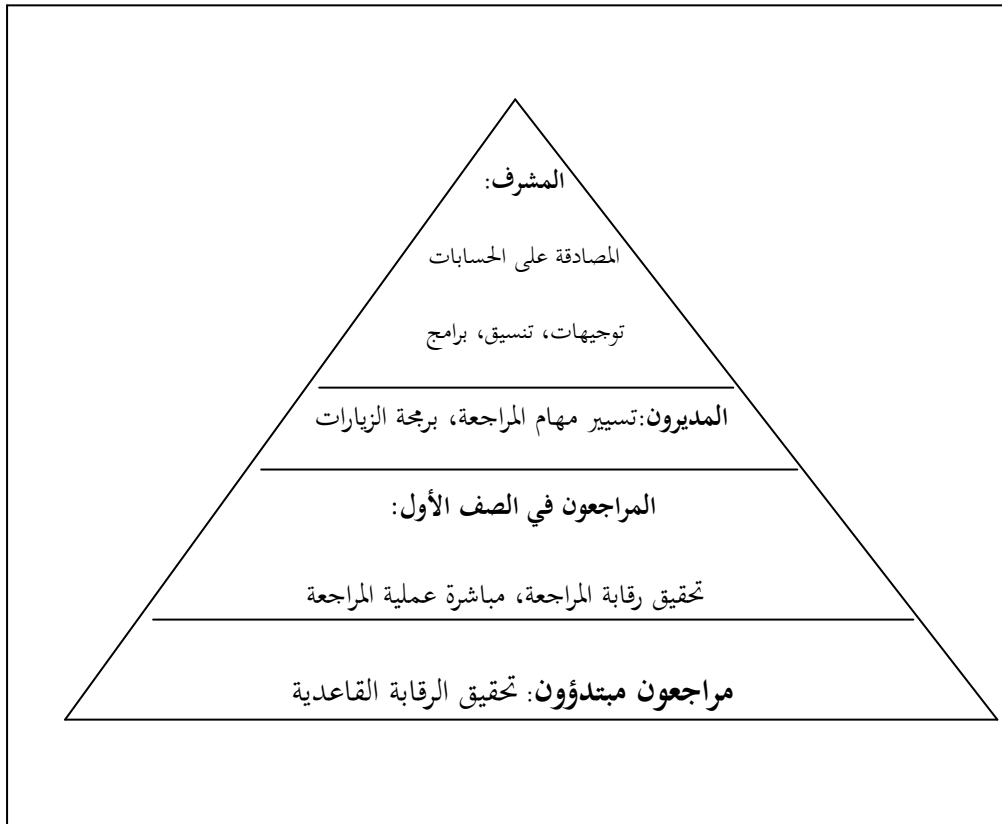 المشرف:
المصادقة على الحسابات
توجيهات، تنسيق، برامج
المديرون:تسيير مهام المراجعة، برمجة الزيارات
المراجعون في الصف الأول:
تحقيق رقابة المراجعة، مباشرة عملية المراجعة
مراجعون مبتدؤون: تحقيق الرقابة القاعدية